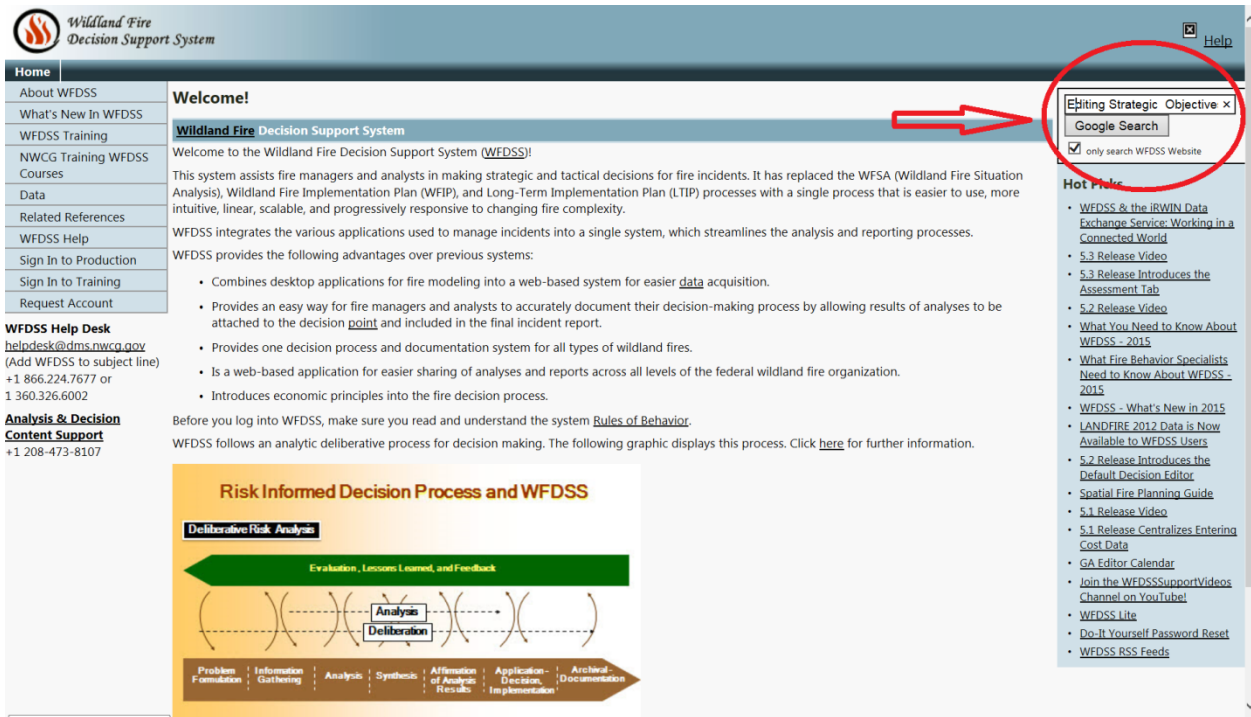 Wildland Fire
Decision Support System
Help
Home
About WFDSS
What's New In WFDSS
WFDSS Training
NWCG Training WFDSS
Courses
Data
Related References
WFDSS Help
Sign In to Production
Sign In to Training
Request Account
WFDSS Help Desk
helpdesk@dms.nwcg.gov
(Add WFDSS to subject line)
+1 866.224.7677 or
1 360.326.6002
Analysis & Decision
Content Support
+1 208-473-8107
Welcome!
Wildland Fire Decision Support System
Welcome to the Wildland Fire Decision Support System (WFDSS)!
This system assists fire managers and analysts in making strategic and tactical decisions for fire incidents. It has replaced the WFSA (Wildland Fire Situation
Analysis), Wildland Fire Implementation Plan (WFIP), and Long-Term Implementation Plan (LTIP) processes with a single process that is easier to use, more
intuitive, linear, scalable, and progressively responsive to changing fire complexity.
WFDSS integrates the various applications used to manage incidents into a single system, which streamlines the analysis and reporting processes.
WFDSS provides the following advantages over previous systems:
• Combines desktop applications for fire modeling into a web-based system for easier data acquisition.
• Provides an easy way for fire managers and analysts to accurately document their decision-making process by allowing results of analyses to be
attached to the decision point and included in the final incident report.
• Provides one decision process and documentation system for all types of wildland fires.
• Is a web-based application for easier sharing of analyses and reports across all levels of the federal wildland fire organization.
• Introduces economic principles into the fire decision process.
Before you log into WFDSS, make sure you read and understand the system Rules of Behavior.
WFDSS follows an analytic deliberative process for decision making. The following graphic displays this process. Click here for further information.
Risk Informed Decision Process and WFDSS
Deliberative Risk Analysis
Evaluation, Lessons Learned, and Feedback
Analysis
Deliberation
Problem Formulation
Information Gathering
Analysis
Synthesis
Affirmation of Analysis Results
Application - Decision, Implementation
Archival - Documentation
Editing Strategic Objective ×
Google Search
only search WFDSS Website
Hot Picks
• WFDSS & the iRWIN Data
Exchange Service: Working in a
Connected World
• 5.3 Release Video
• 5.3 Release Introduces the
Assessment Tab
• 5.2 Release Video
• What You Need to Know About
WFDSS - 2015
• What Fire Behavior Specialists
Need to Know About WFDSS -
2015
• WFDSS - What's New in 2015
• LANDFIRE 2012 Data is Now
Available to WFDSS Users
• 5.2 Release Introduces the
Default Decision Editor
• Spatial Fire Planning Guide
• 5.1 Release Video
• 5.1 Release Centralizes Entering
Cost Data
• GA Editor Calendar
• Join the WFDSSSupportVideos
Channel on YouTube!
• WFDSS Lite
• Do-It Yourself Password Reset
• WFDSS RSS Feeds